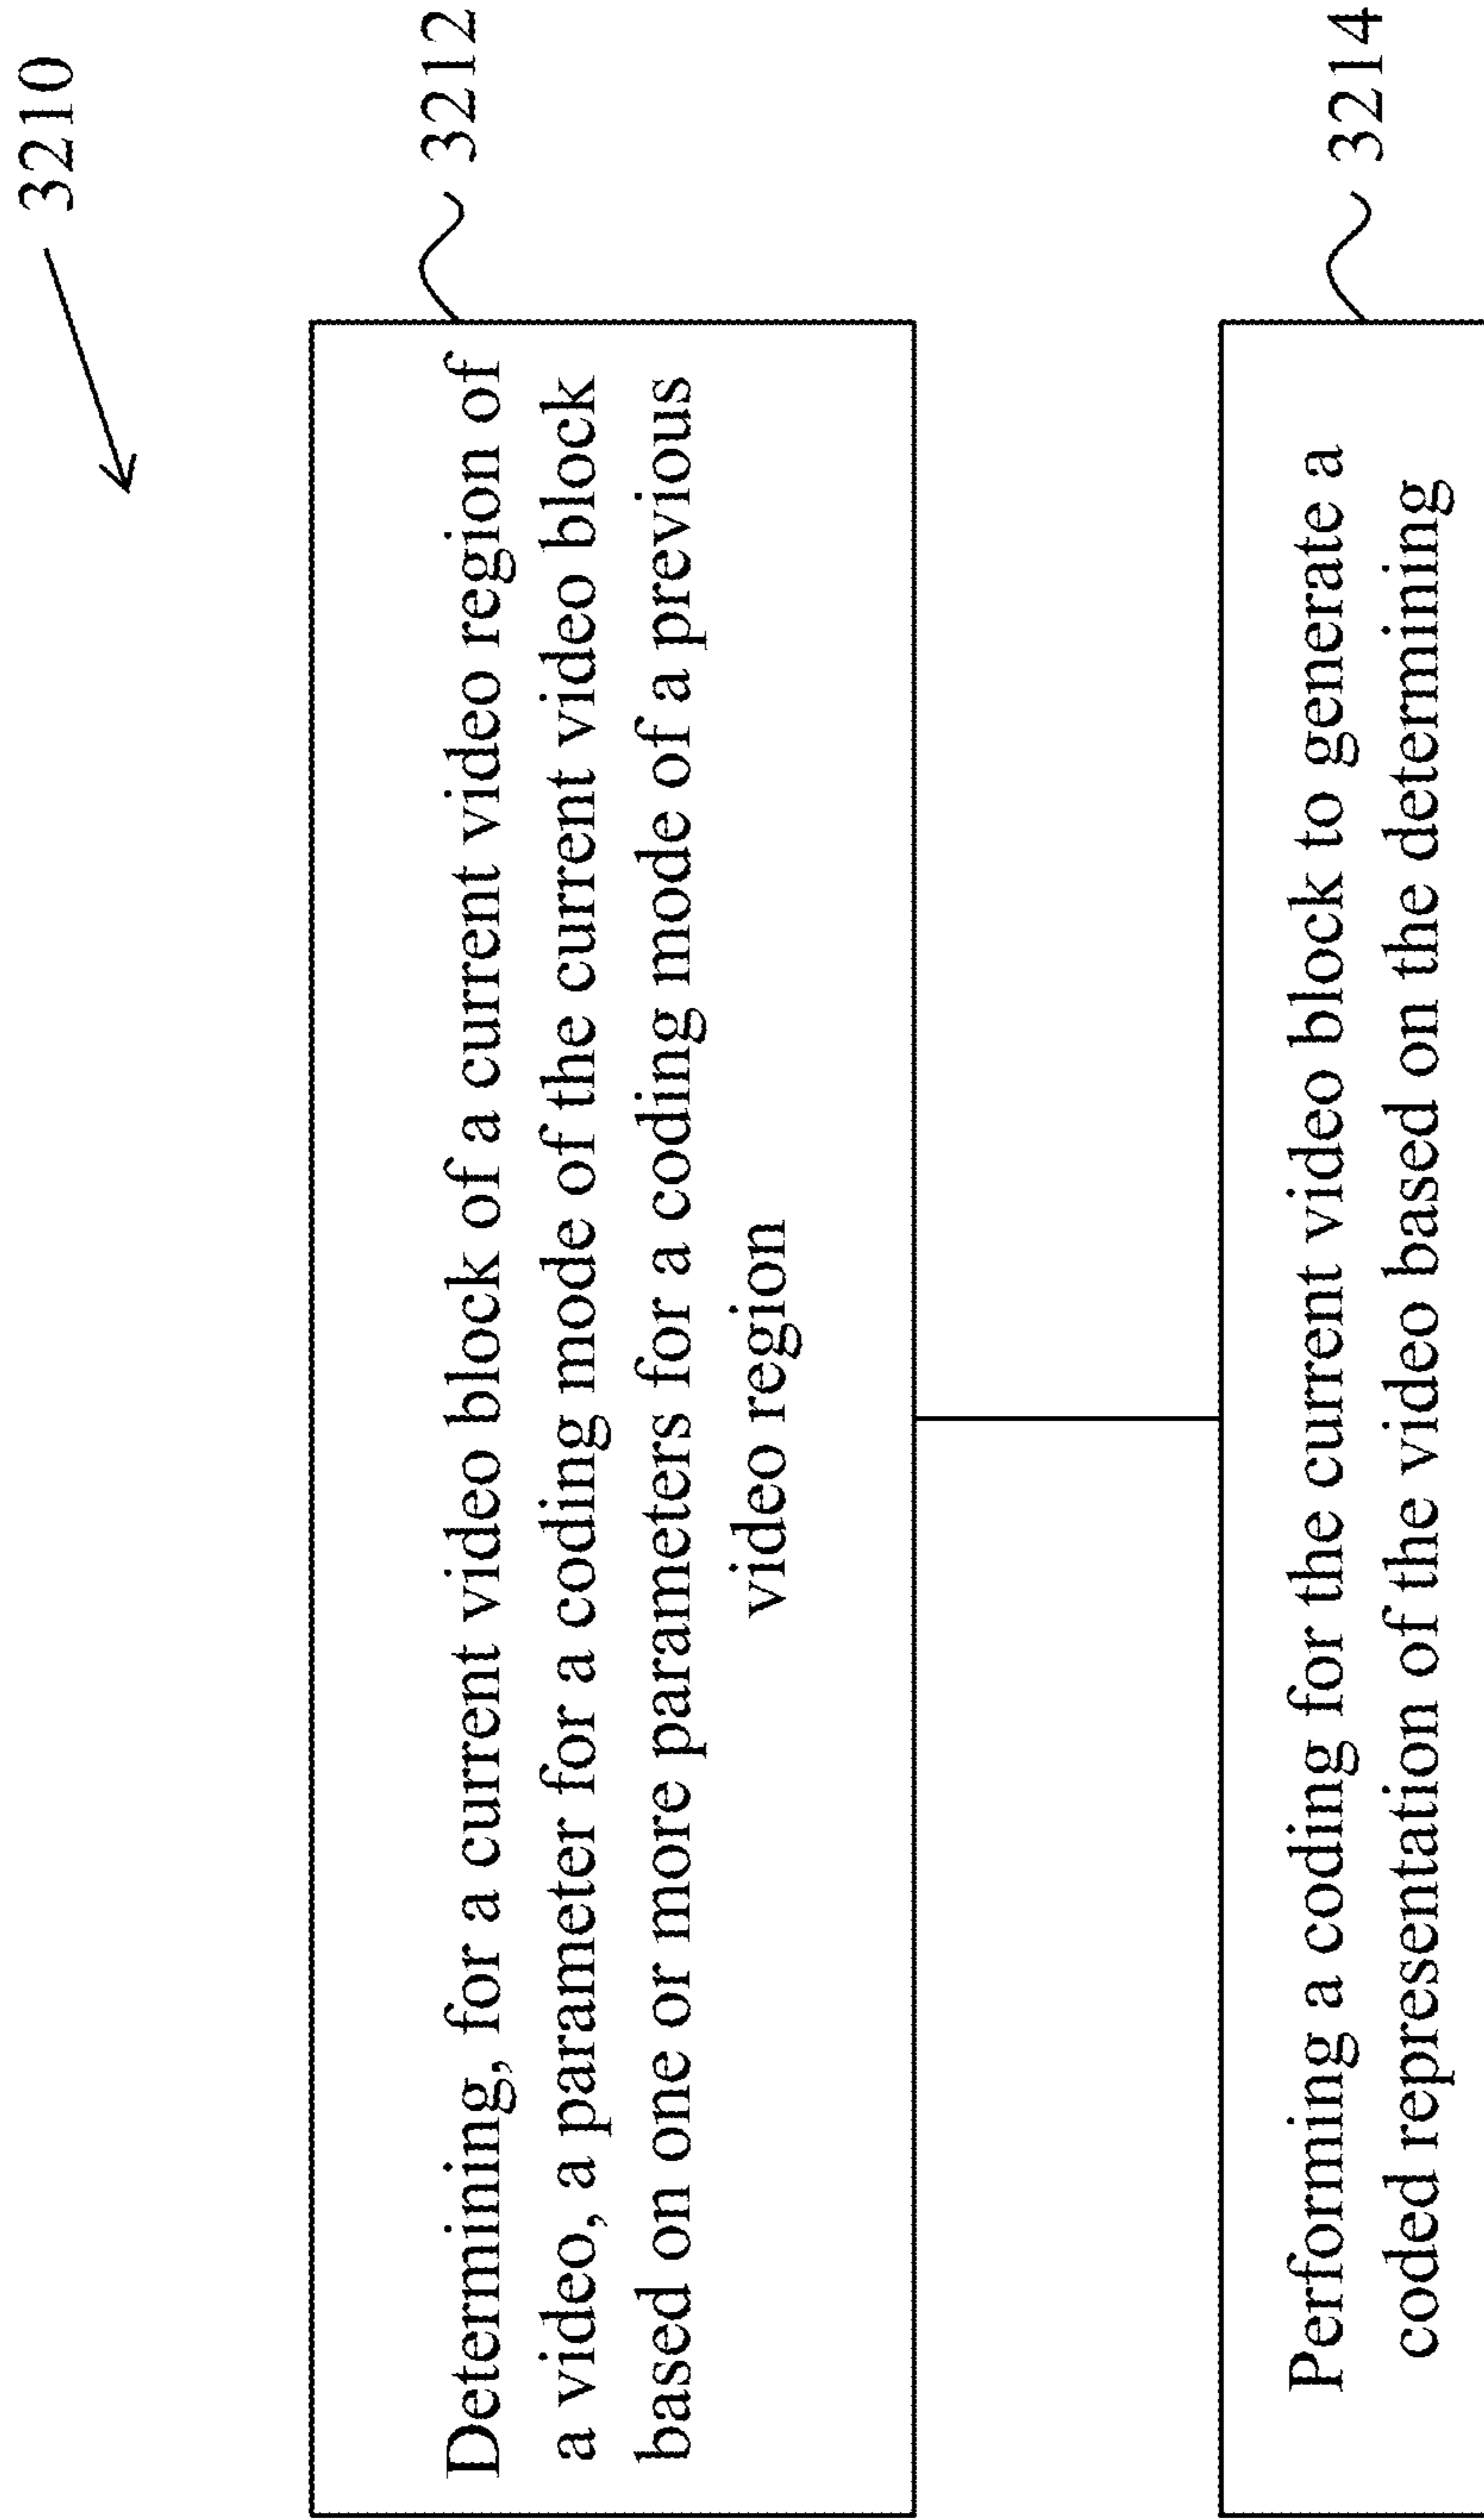 3210
Determining, for a current video block of a current video region of
a video, a parameter for a coding mode of the current video block
based on one or more parameters for a coding mode of a previous
video region
3212
Performing a coding for the current video block to generate a
coded representation of the video based on the determining
3214